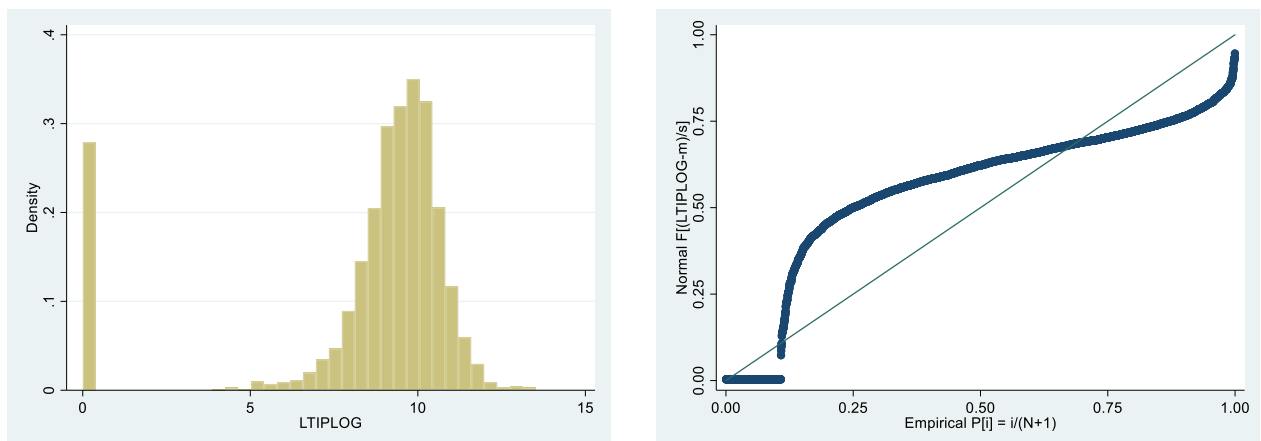 .4
.3
.2
.1
0
Density
0 5 10 15
LTIPLOG
1.00
0.75
0.50
0.25
0.00
Normal F[(LTIPLOG-m)/s]
0.00 0.25 0.50 0.75 1.00
Empirical P[i] = i/(N+1)